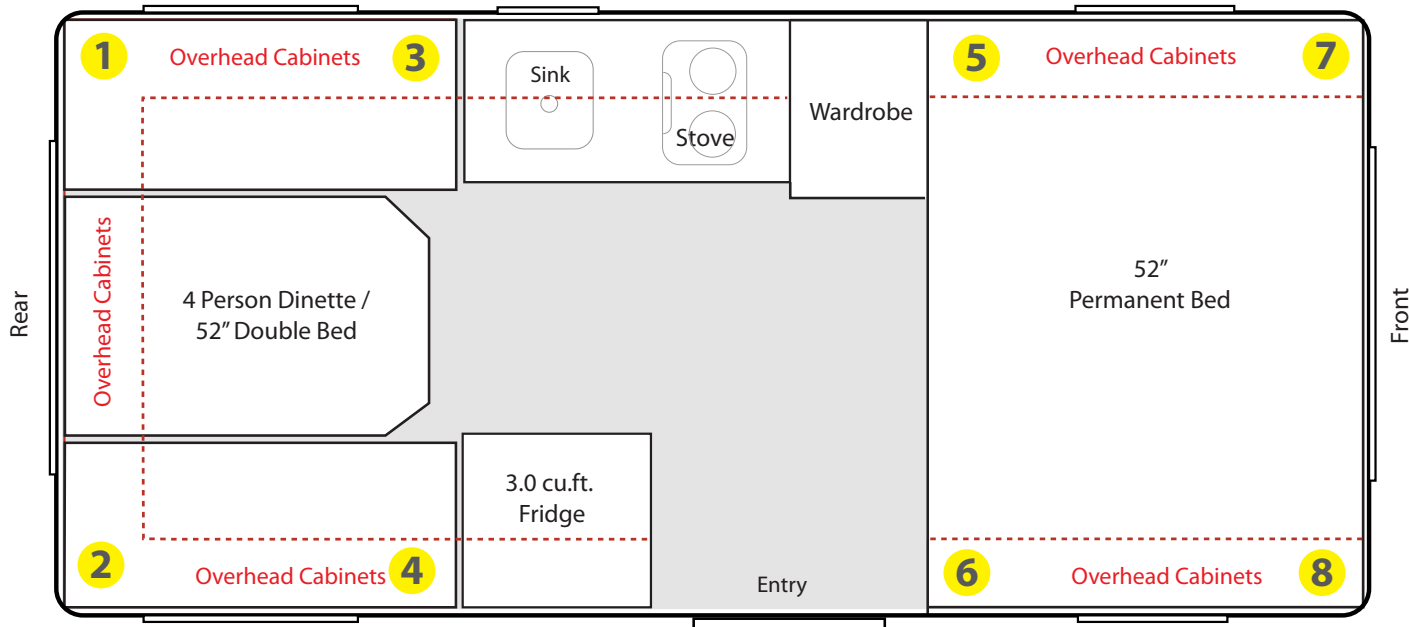 1
Overhead Cabinets
3
Sink
Stove
Wardrobe
5
Overhead Cabinets
7
Rear
Overhead Cabinets
4 Person Dinette /
52” Double Bed
52”
Permanent Bed
Front
3.0 cu.ft.
Fridge
2
Overhead Cabinets
4
Entry
6
Overhead Cabinets
8